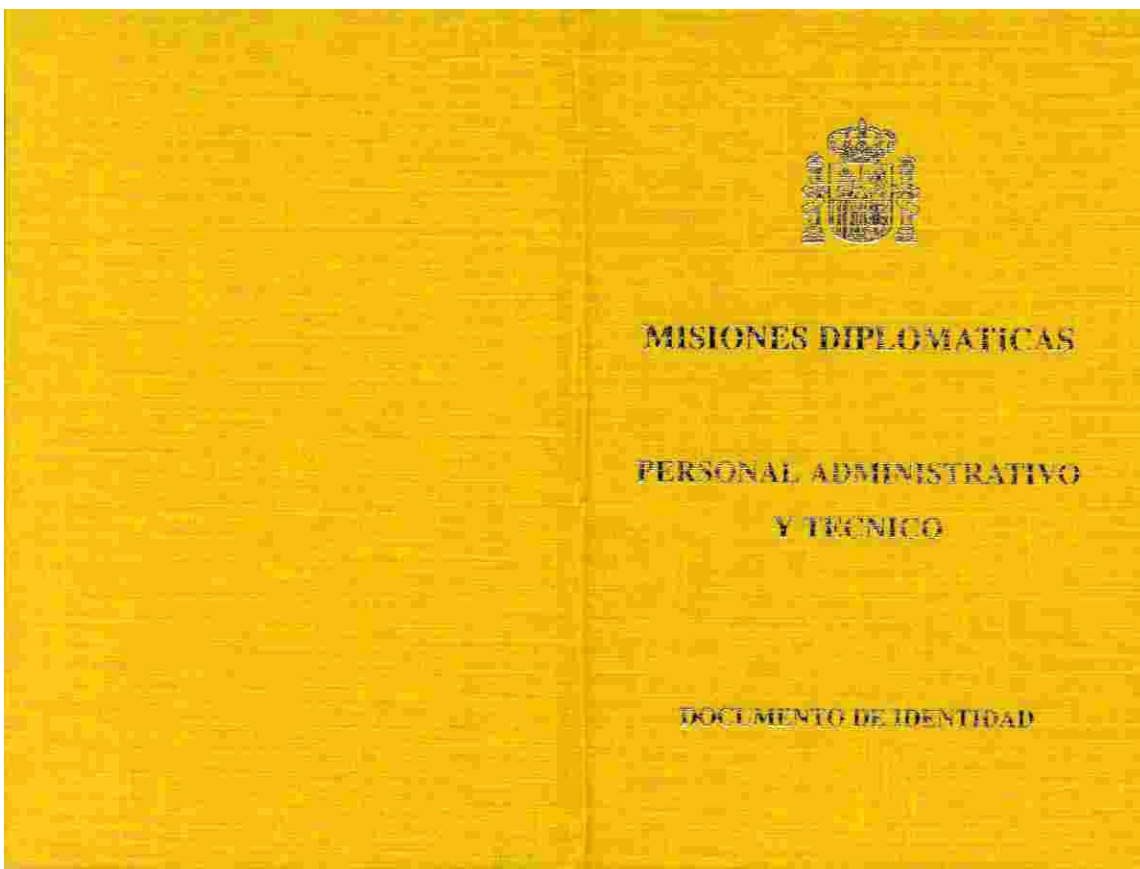 MISIONES DIPLOMATICAS
PERSONAL ADMINISTRATIVO
Y TECNICO
DOCUMENTO DE IDENTIDAD